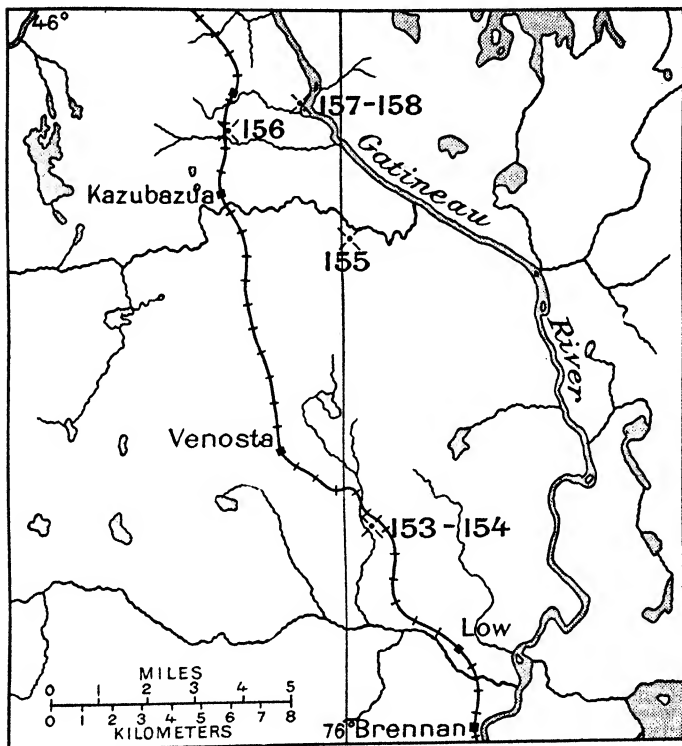 46°
157-158
156
Gatineau
Kazubazua
155
River
Venosta
153-154
Low
MILES
0 1 2 3 4 5
0 1 2 3 4 5 6 7 8
KILOMETERS
76° Brennan